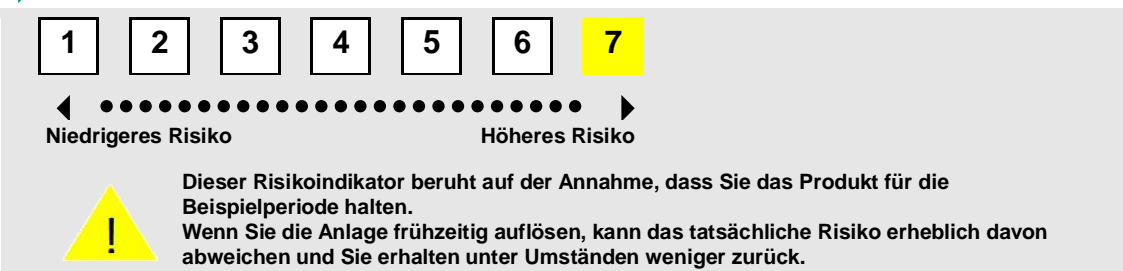 1 2 3 4 5 6 7
Niedrigeres Risiko Höheres Risiko
Dieser Risikoindikator beruht auf der Annahme, dass Sie das Produkt für die
Beispielperiode halten.
! Wenn Sie die Anlage frühzeitig auflösen, kann das tatsächliche Risiko erheblich davon
abweichen und Sie erhalten unter Umständen weniger zurück.